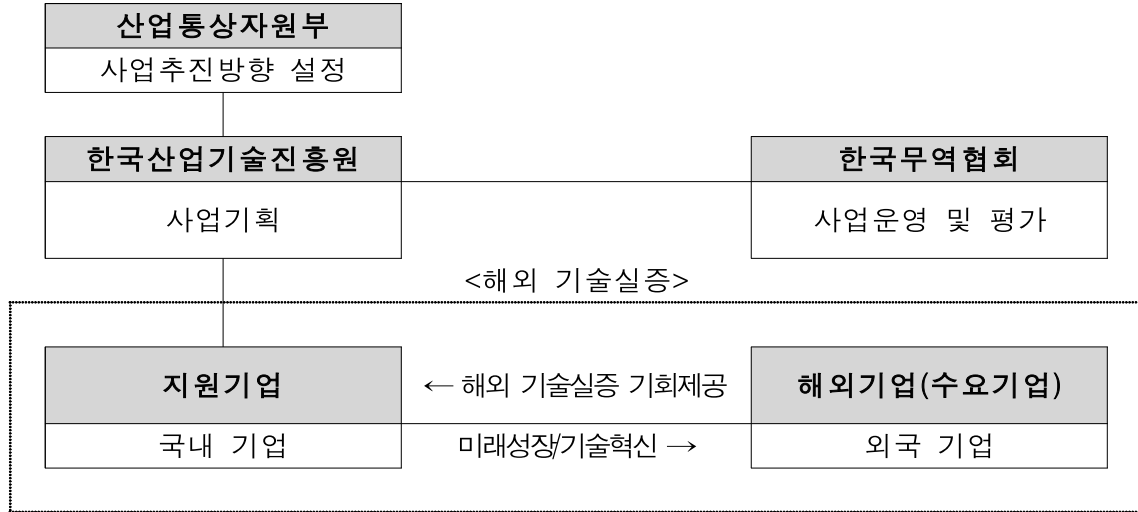 산업통상자원부
사업추진방향 설정
한국산업기술진흥원
한국무역협회
사업기획
사업운영 및 평가
<해외 기술실증>
지원기업
← 해외 기술실증 기회제공
해외기업(수요기업)
국내 기업
미래성장/기술혁신 →
외국 기업